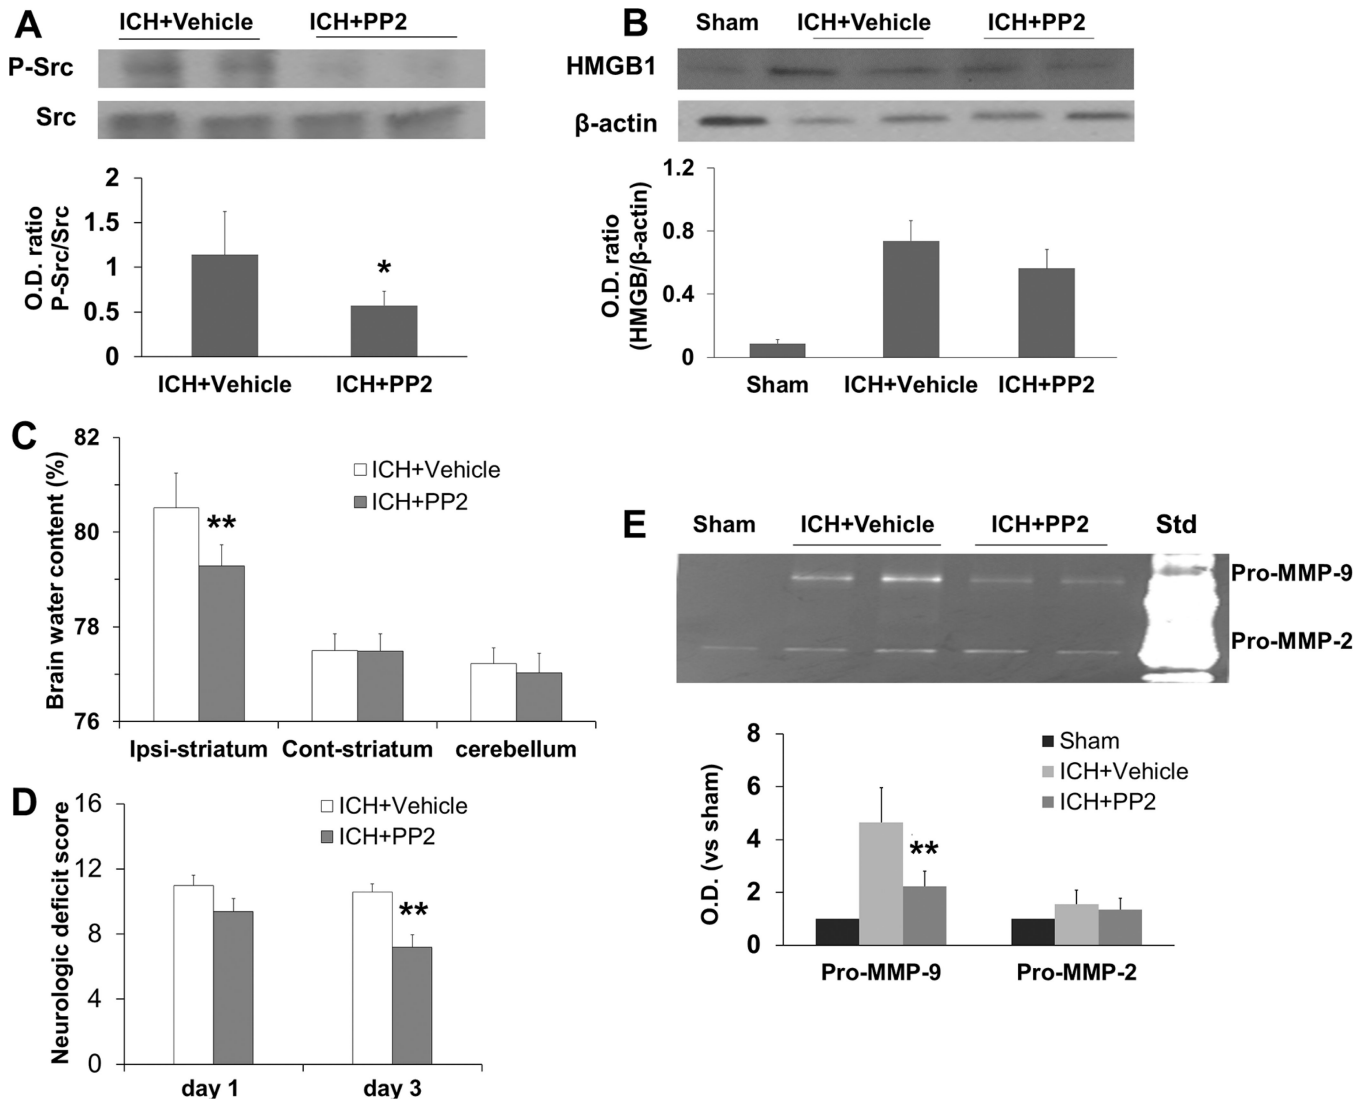 A
ICH+Vehicle ICH+PP2
P-Src
Src
O.D. ratio
P-Src/Src
2
1.5
1
0.5
0
*
ICH+Vehicle ICH+PP2
B
Sham ICH+Vehicle ICH+PP2
HMGB1
β-actin
O.D. ratio
(HMGB/β-actin)
1.2
0.8
0.4
0
Sham ICH+Vehicle ICH+PP2
C
Brain water content (%)
82
80
78
76
ICH+Vehicle
ICH+PP2
**
Ipsi-striatum Cont-striatum cerebellum
D
Neurologic deficit score
16
12
8
4
0
ICH+Vehicle
ICH+PP2
**
day 1 day 3
E
Sham ICH+Vehicle ICH+PP2 Std
Pro-MMP-9
Pro-MMP-2
O.D. (vs sham)
8
6
4
2
0
Sham
ICH+Vehicle
ICH+PP2
**
Pro-MMP-9 Pro-MMP-2